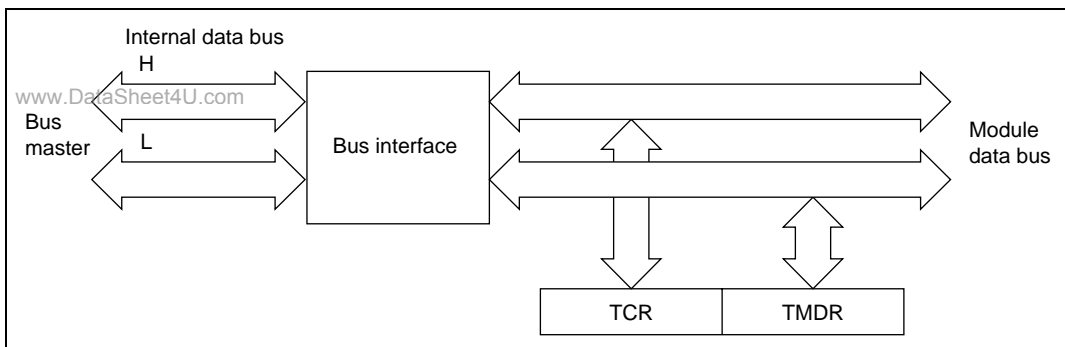 Internal data bus
H
www.DataSheet4U.com
Bus
master
L
Bus interface
Module
data bus
TCR
TMDR